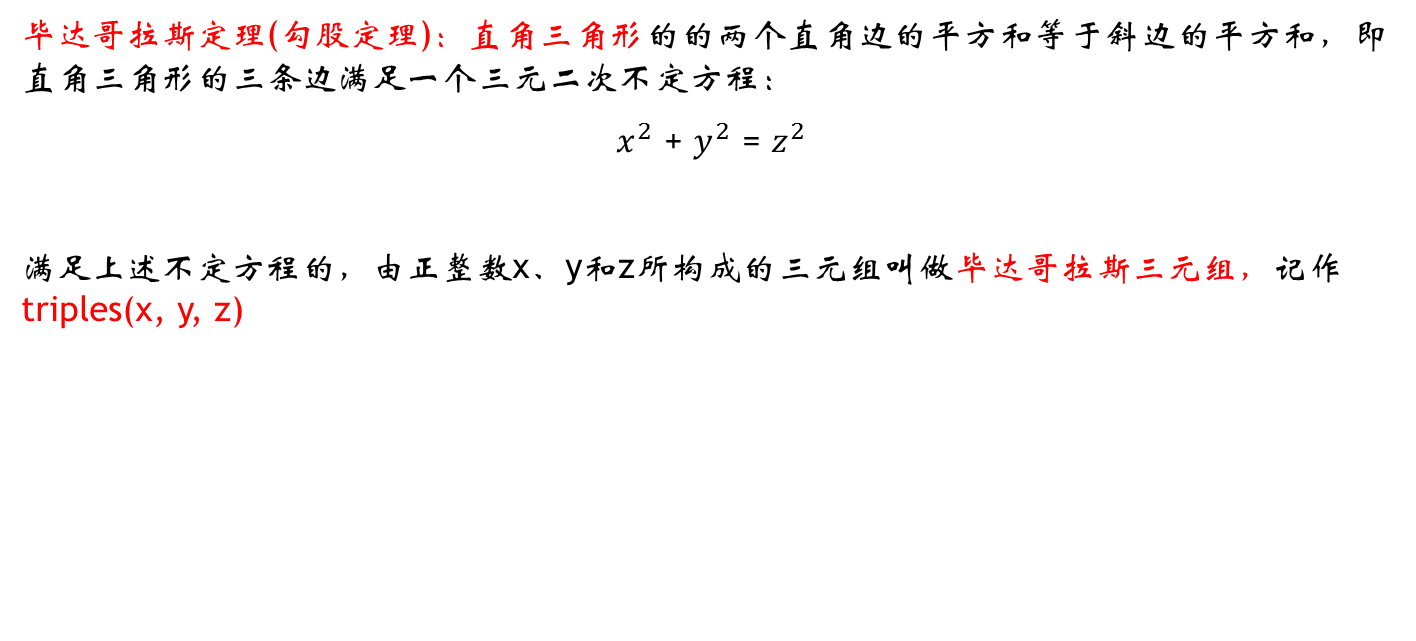 毕达哥拉斯定理(勾股定理)：直角三角形的的两个直角边的平方和等于斜边的平方和，即
直角三角形的三条边满足一个三元二次不定方程：
x² + y² = z²
满足上述不定方程的，由正整数x、y和z所构成的三元组叫做毕达哥拉斯三元组，记作
triples(x, y, z)